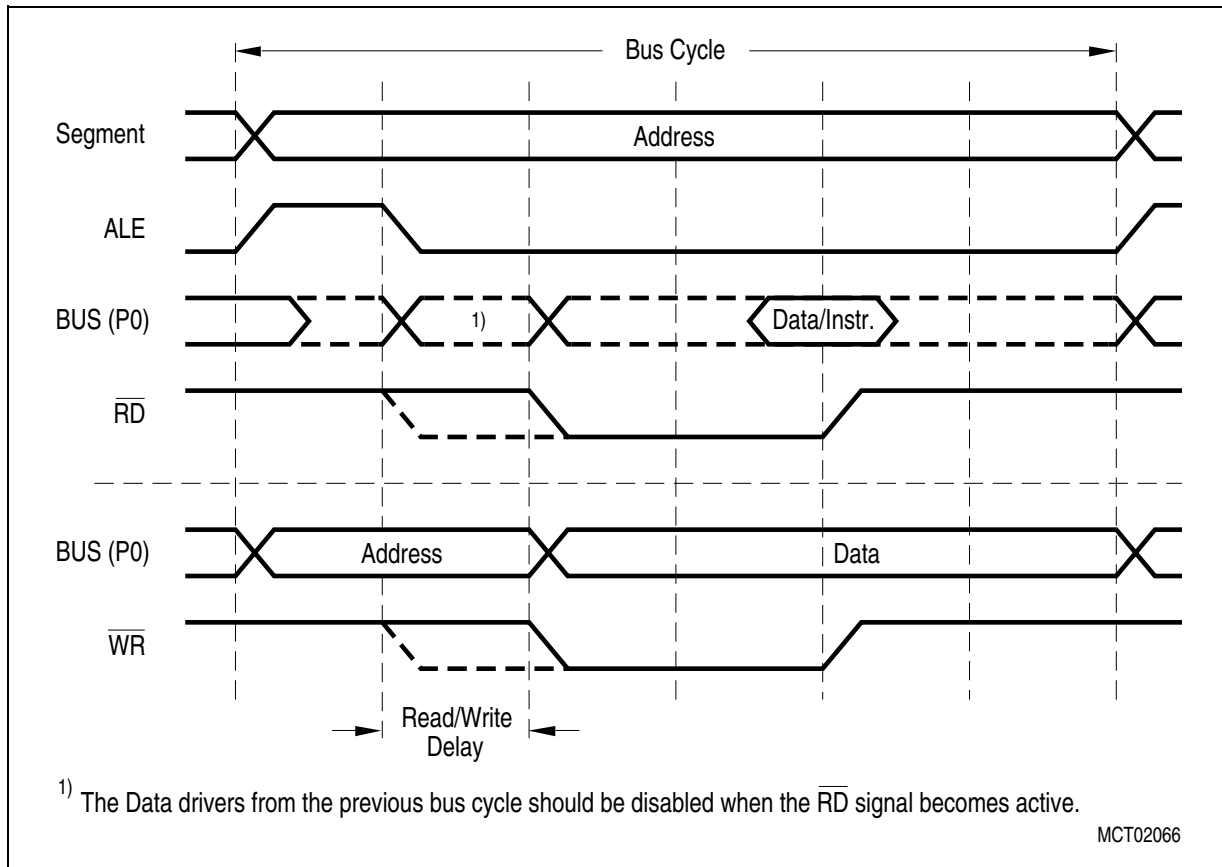 Bus Cycle
Segment
Address
ALE
BUS (P0)
1)
Data/Instr.
RD
BUS (P0)
Address
Data
WR
Read/Write
Delay
1) The Data drivers from the previous bus cycle should be disabled when the RD signal becomes active.
MCT02066